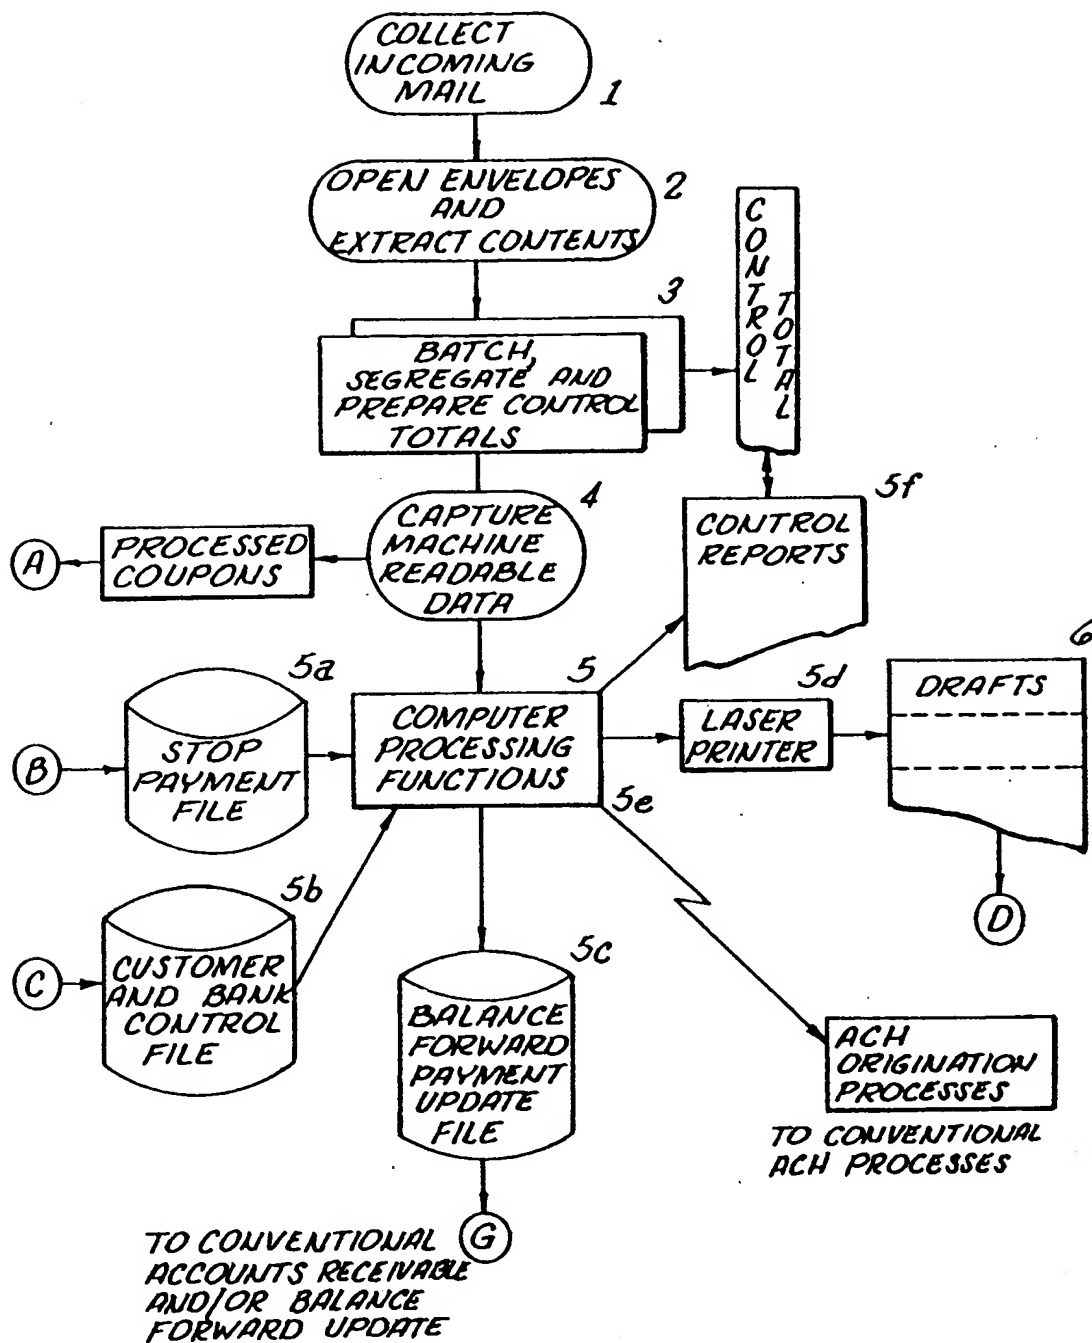 COLLECT
INCOMING
MAIL
1
OPEN ENVELOPES
AND
EXTRACT CONTENTS
2
BATCH,
SEGREGATE, AND
PREPARE CONTROL
TOTALS
3
CONTROL
TOTAL
CAPTURE
MACHINE
READABLE
DATA
4
PROCESSED
COUPONS
A
CONTROL
REPORTS
5f
5a
STOP
PAYMENT
FILE
B
COMPUTER
PROCESSING
FUNCTIONS
5
5d
LASER
PRINTER
6
DRAFTS
D
5e
5b
CUSTOMER
AND BANK
CONTROL
FILE
C
5c
BALANCE
FORWARD
PAYMENT
UPDATE
FILE
ACH
ORIGINATION
PROCESSES
TO CONVENTIONAL
ACH PROCESSES
G
TO CONVENTIONAL
ACCOUNTS RECEIVABLE
AND/OR BALANCE
FORWARD UPDATE